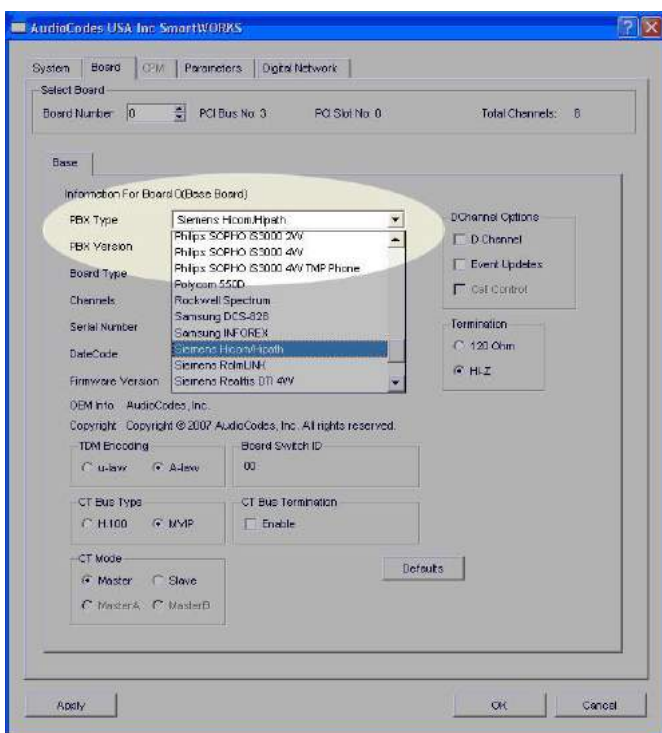 AudioCodes USA Inc SmartWORKS
System Board CPM Parameters Digital Network
Select Board
Board Number 0 PCI Bus No. 3 PCI Slot No. 0 Total Channels: 8
Base
Information For Board 0(Base Board)
PBX Type Siemens Hicom/Hipath DChannel Options
Philips SOPHO iS3000 2W
PBX Version Philips SOPHO iS3000 4W D Channel
Board Type Philips SOPHO iS3000 4W TMP Phone Event Updates
Polycom 550D
Channels Rockwell Spectrum Call Control
Samsung DCS-828
Serial Number Samsung INFOREX Termination
DateCode Siemens Hicom/Hipath 120 Ohm
Siemens RolmLINK Hi-Z
Firmware Version Siemens Realitis DTI 4W
OEM Info AudioCodes, Inc.
Copyright Copyright © 2007 AudioCodes, Inc. All rights reserved.
TDM Encoding Board Switch ID
u-law A-law 00
CT Bus Type CT Bus Termination
H.100 MVIP Enable
CT Mode
Master Slave Defaults
MasterA MasterB
Apply OK Cancel